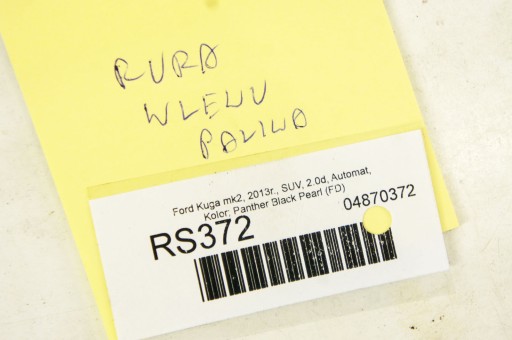 RURA
WLEWU
PALIWA
Ford Kuga mk2, 2013r., SUV, 2.0d, Automat,
Kolor: Panther Black Pearl (FD)
04870372
RS372